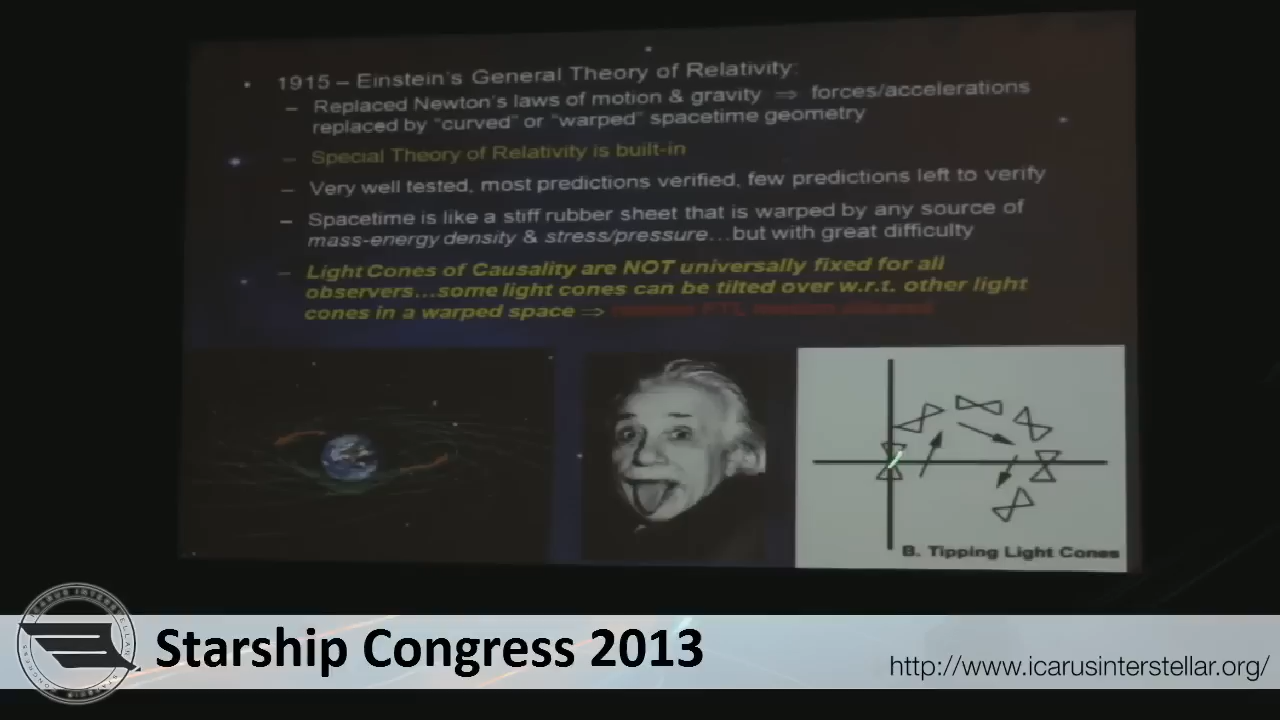 • 1915 – Einstein's General Theory of Relativity:
– Replaced Newton's laws of motion & gravity ⇒ forces/accelerations
replaced by "curved" or "warped" spacetime geometry
– Special Theory of Relativity is built-in
– Very well tested, most predictions verified, few predictions left to verify
– Spacetime is like a stiff rubber sheet that is warped by any source of
mass-energy density & stress/pressure…but with great difficulty
– Light Cones of Causality are NOT universally fixed for all
observers…some light cones can be tilted over w.r.t. other light
cones in a warped space ⇒ FTL
B. Tipping Light Cones
ICARUS INTERSTELLAR
STARSHIP CONGRESS
Starship Congress 2013
http://www.icarusinterstellar.org/